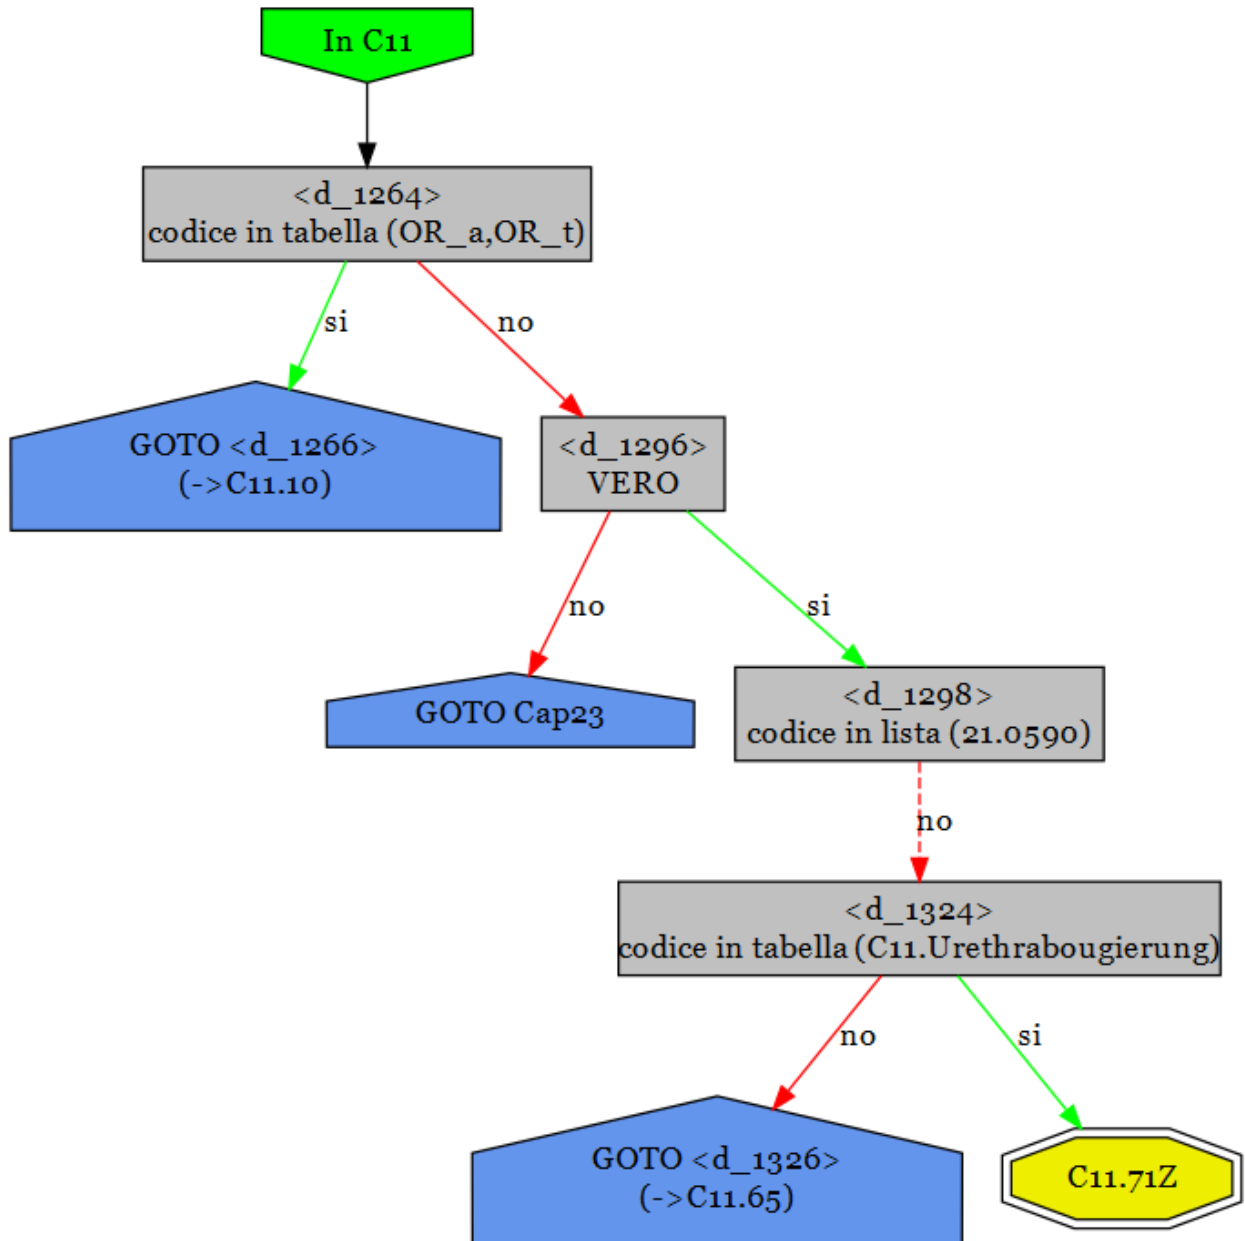 In C11
<d_1264>
codice in tabella (OR_a,OR_t)
si
no
GOTO <d_1266>
(->C11.10)
<d_1296>
VERO
no
si
GOTO Cap23
<d_1298>
codice in lista (21.0590)
no
<d_1324>
codice in tabella (C11.Urethrabougierung)
no
si
GOTO <d_1326>
(->C11.65)
C11.71Z